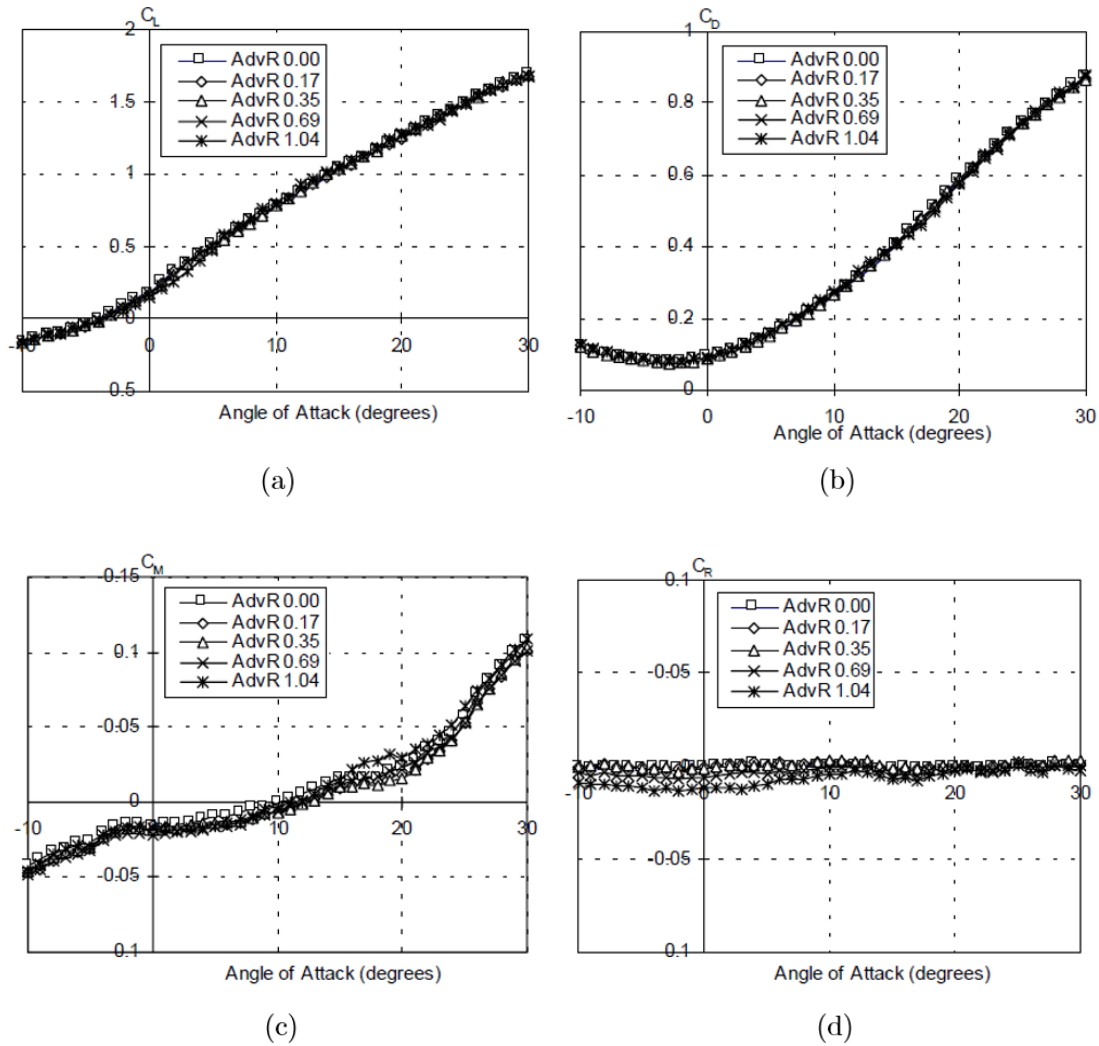 C_L
2
1.5
1
0.5
0
0.5
-10
0
10
20
30
AdvR 0.00
AdvR 0.17
AdvR 0.35
AdvR 0.69
AdvR 1.04
Angle of Attack (degrees)
(a)
C_D
1
0.8
0.6
0.4
0.2
0
-10
0
10
20
30
AdvR 0.00
AdvR 0.17
AdvR 0.35
AdvR 0.69
AdvR 1.04
Angle of Attack (degrees)
(b)
C_M
-0.15
0.1
-0.05
0
-0.05
0.1
-10
10
20
30
AdvR 0.00
AdvR 0.17
AdvR 0.35
AdvR 0.69
AdvR 1.04
Angle of Attack (degrees)
(c)
C_R
0.1
-0.05
-0.05
0.1
-10
0
10
20
30
AdvR 0.00
AdvR 0.17
AdvR 0.35
AdvR 0.69
AdvR 1.04
Angle of Attack (degrees)
(d)